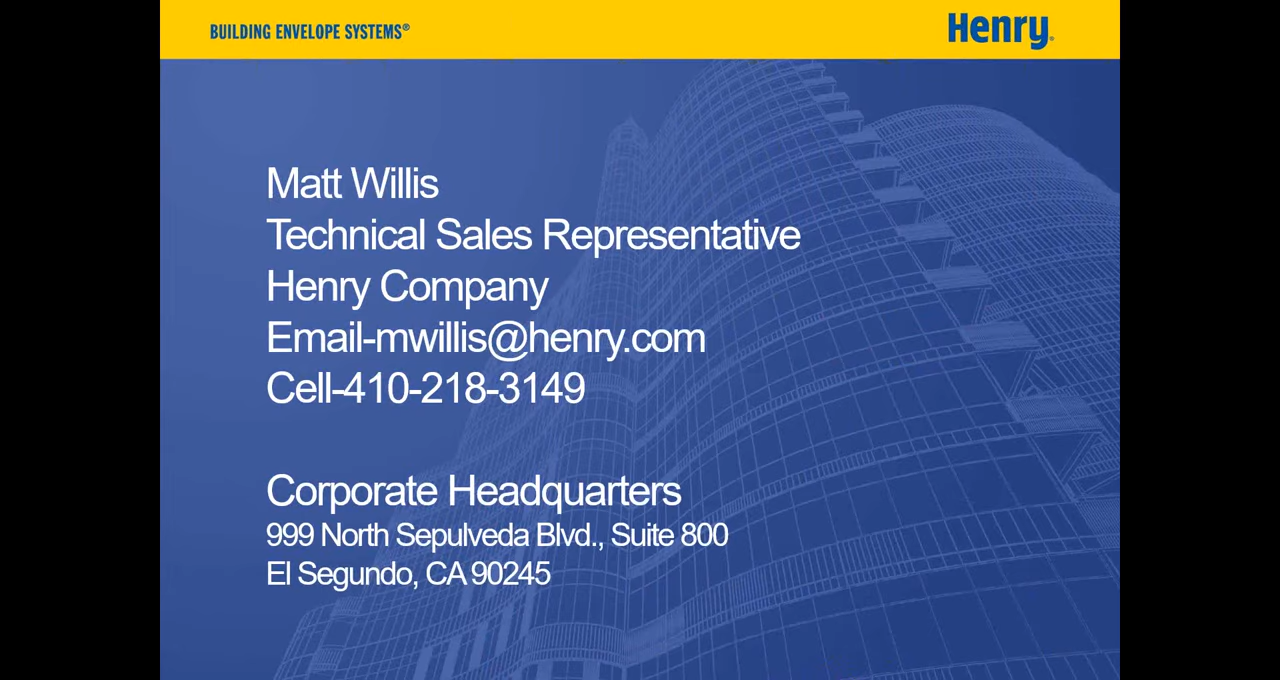 BUILDING ENVELOPE SYSTEMS®
Henry®
Matt Willis
Technical Sales Representative
Henry Company
Email-mwillis@henry.com
Cell-410-218-3149
Corporate Headquarters
999 North Sepulveda Blvd., Suite 800
El Segundo, CA 90245